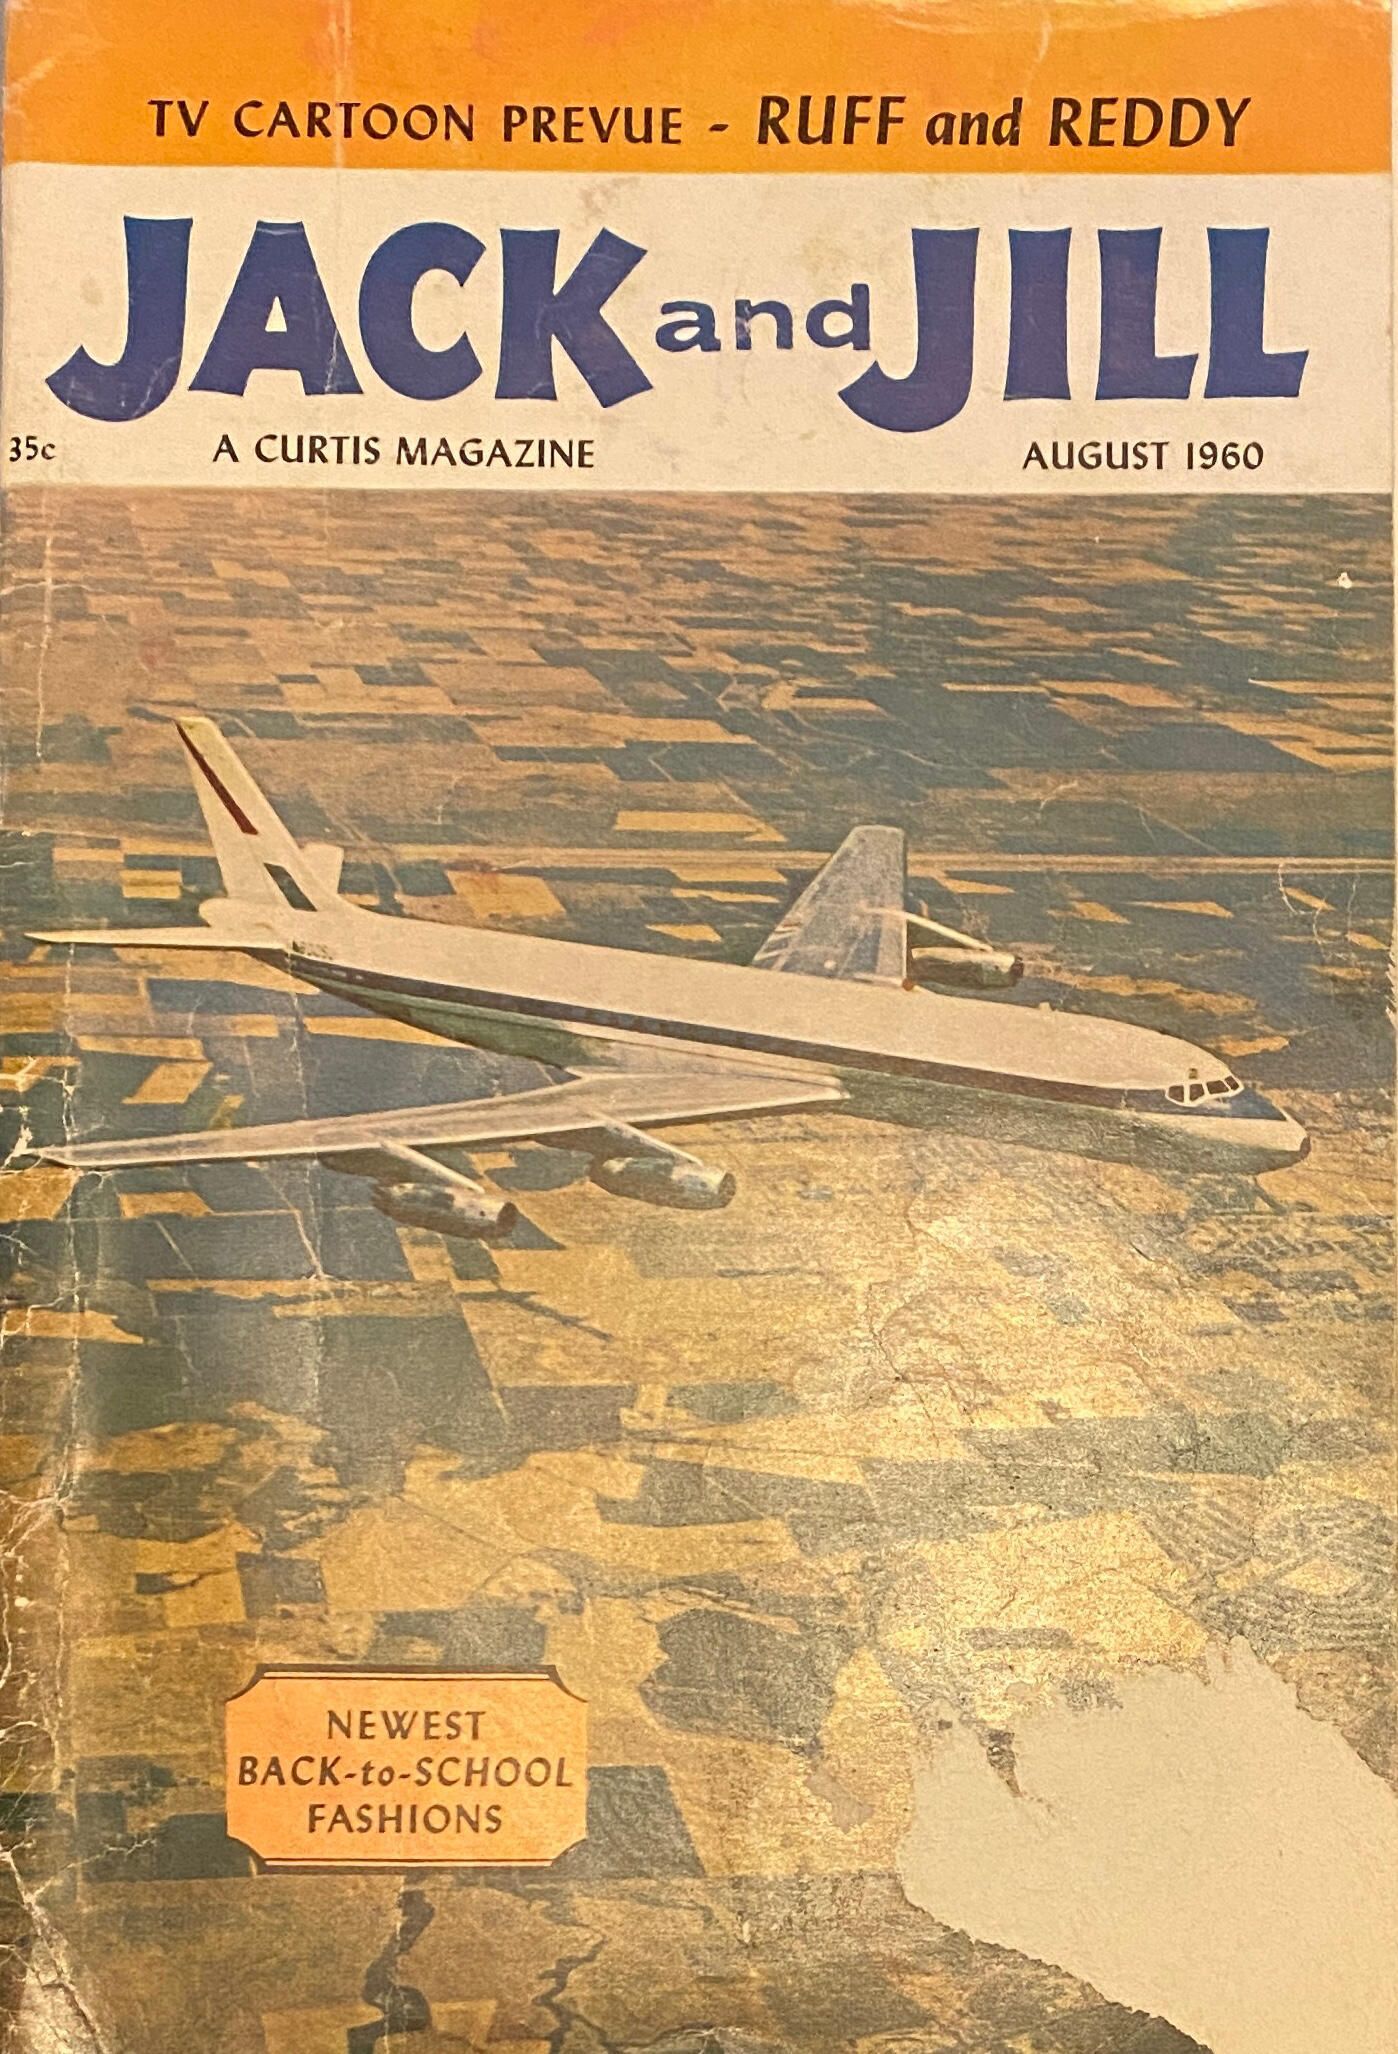 TV CARTOON PREVUE - RUFF and REDDY
JACK and JILL
35c A CURTIS MAGAZINE AUGUST 1960
NEWEST
BACK-to-SCHOOL
FASHIONS